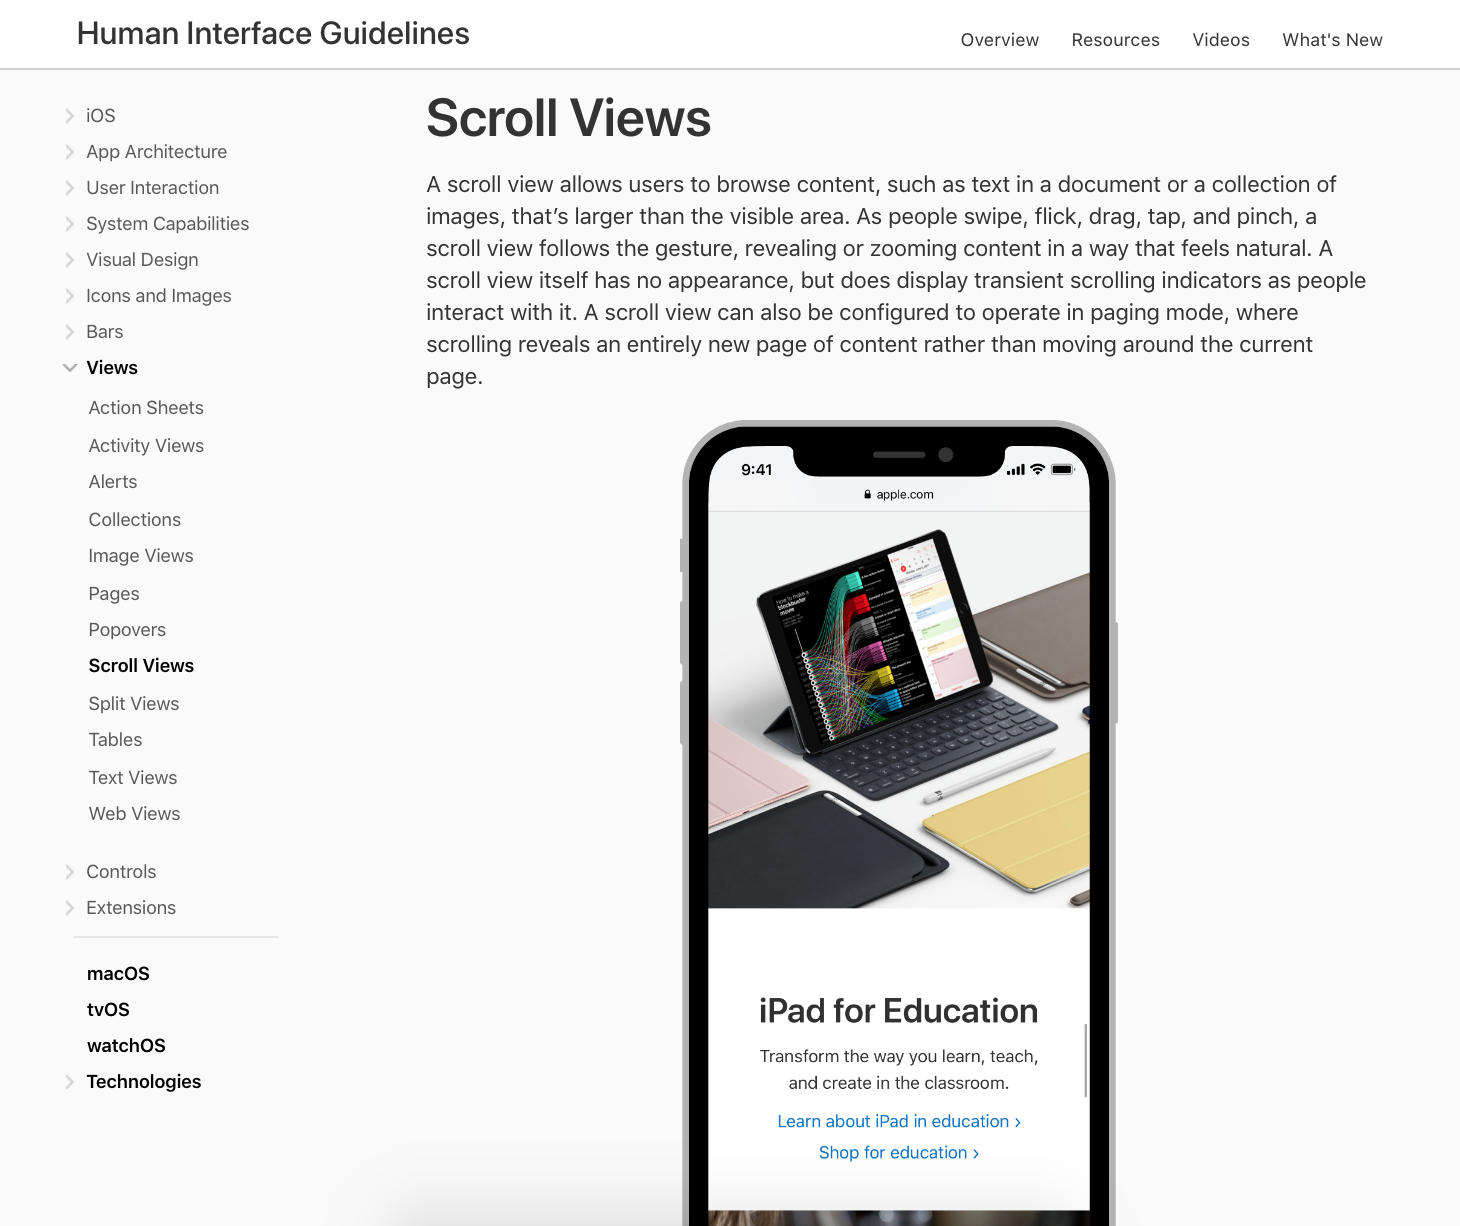 Human Interface Guidelines
Overview Resources Videos What's New
iOS
App Architecture
User Interaction
System Capabilities
Visual Design
Icons and Images
Bars
Views
Action Sheets
Activity Views
Alerts
Collections
Image Views
Pages
Popovers
Scroll Views
Split Views
Tables
Text Views
Web Views
Controls
Extensions
macOS
tvOS
watchOS
Technologies
Scroll Views
A scroll view allows users to browse content, such as text in a document or a collection of
images, that’s larger than the visible area. As people swipe, flick, drag, tap, and pinch, a
scroll view follows the gesture, revealing or zooming content in a way that feels natural. A
scroll view itself has no appearance, but does display transient scrolling indicators as people
interact with it. A scroll view can also be configured to operate in paging mode, where
scrolling reveals an entirely new page of content rather than moving around the current
page.
9:41
apple.com
How to make a
blockbuster
movie
iPad for Education
Transform the way you learn, teach,
and create in the classroom.
Learn about iPad in education ›
Shop for education ›